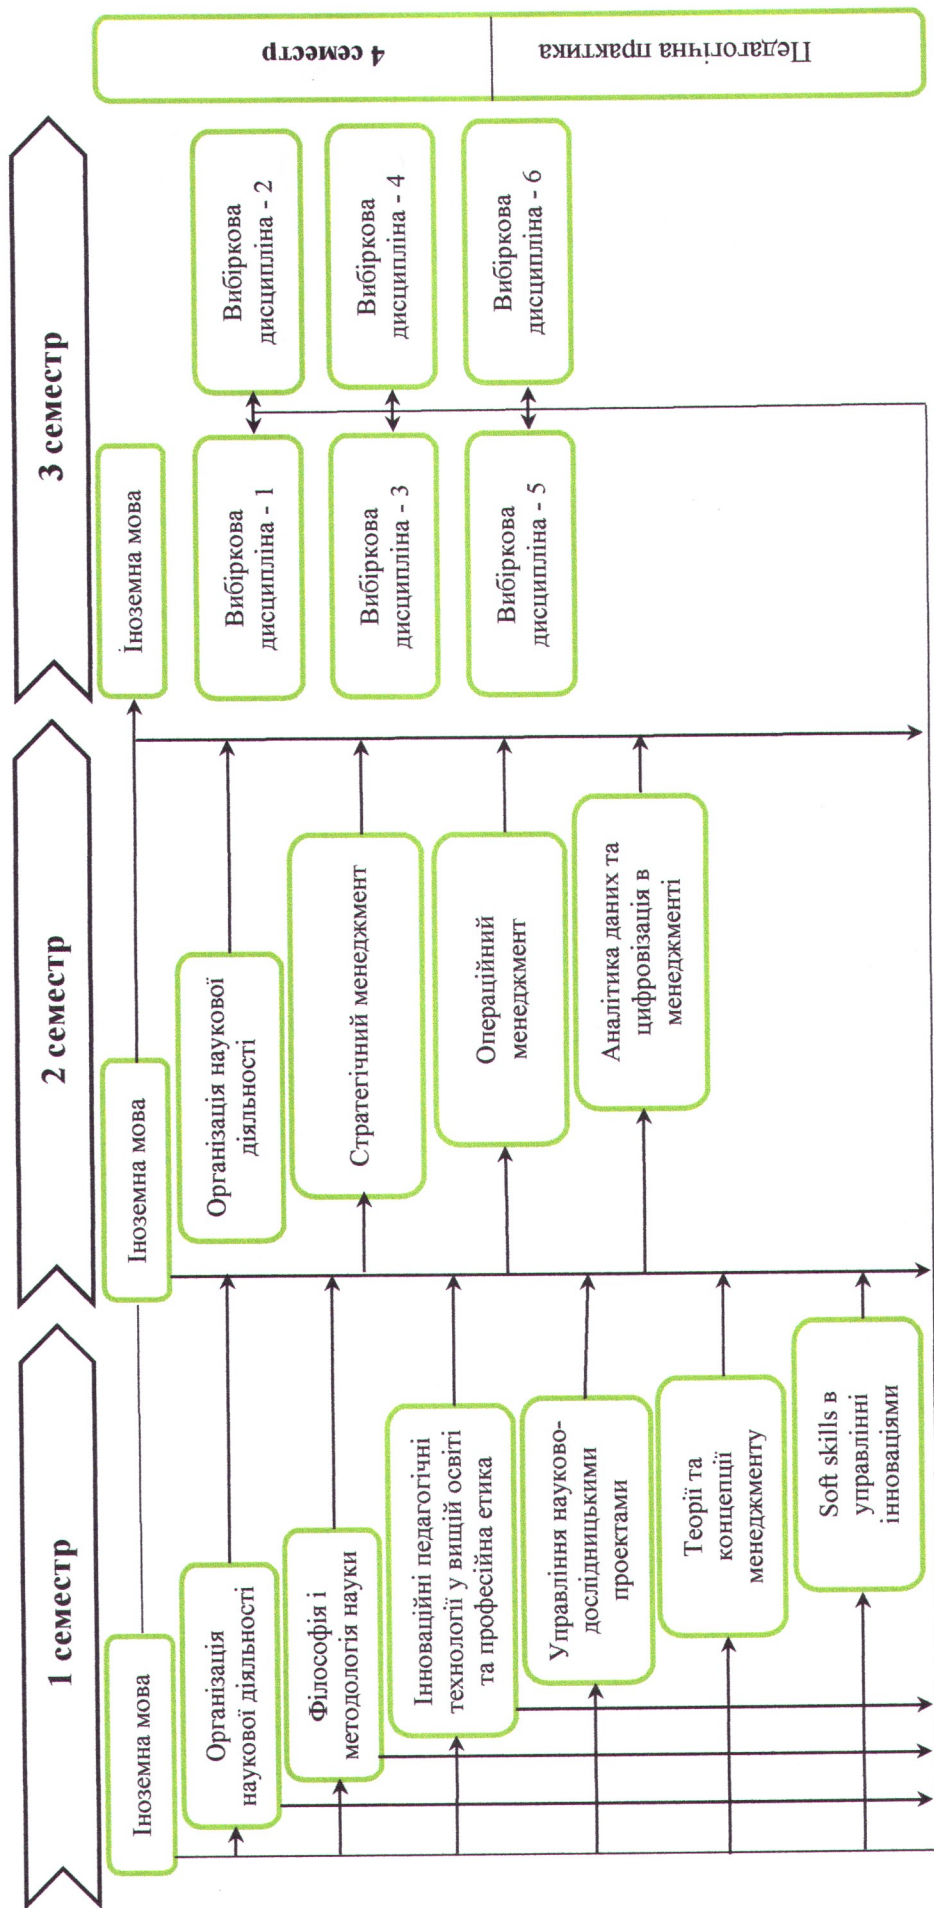 1 семестр
Іноземна мова
Організація
наукової діяльності
Філософія і
методологія науки
Інноваційні педагогічні
технології у вищій освіті
та професійна етика
Управління науково-
дослідницькими
проектами
Теорії та
концепції
менеджменту
Soft skills в
управлінні
інноваціями
2 семестр
Іноземна мова
Організація наукової
діяльності
Стратегічний менеджмент
Операційний
менеджмент
Аналітика даних та
цифровізація в
менеджменті
3 семестр
Іноземна мова
Вибіркова
дисципліна - 1
Вибіркова
дисципліна - 2
Вибіркова
дисципліна - 3
Вибіркова
дисципліна - 4
Вибіркова
дисципліна - 5
Вибіркова
дисципліна - 6
4 семестр
Педагогічна практика